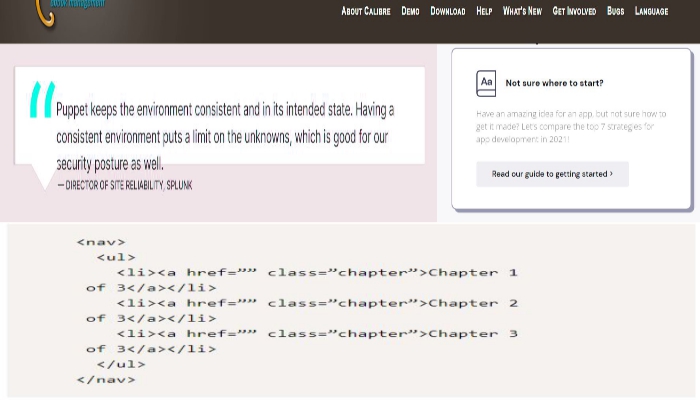 ebook management
About Calibre Demo Download Help What's New Get Involved Bugs Language
“
Puppet keeps the environment consistent and in its intended state. Having a
consistent environment puts a limit on the unknowns, which is good for our
security posture as well.
— DIRECTOR OF SITE RELIABILITY, SPLUNK
Aa Not sure where to start?
Have an amazing idea for an app, but not sure how to
get it made? Let's compare the top 7 strategies for
app development in 2021!
Read our guide to getting started ›
<nav>
<ul>
<li><a href=”” class=”chapter”>Chapter 1
of 3</a></li>
<li><a href=”” class=”chapter”>Chapter 2
of 3</a></li>
<li><a href=”” class=”chapter”>Chapter 3
of 3</a></li>
</ul>
</nav>